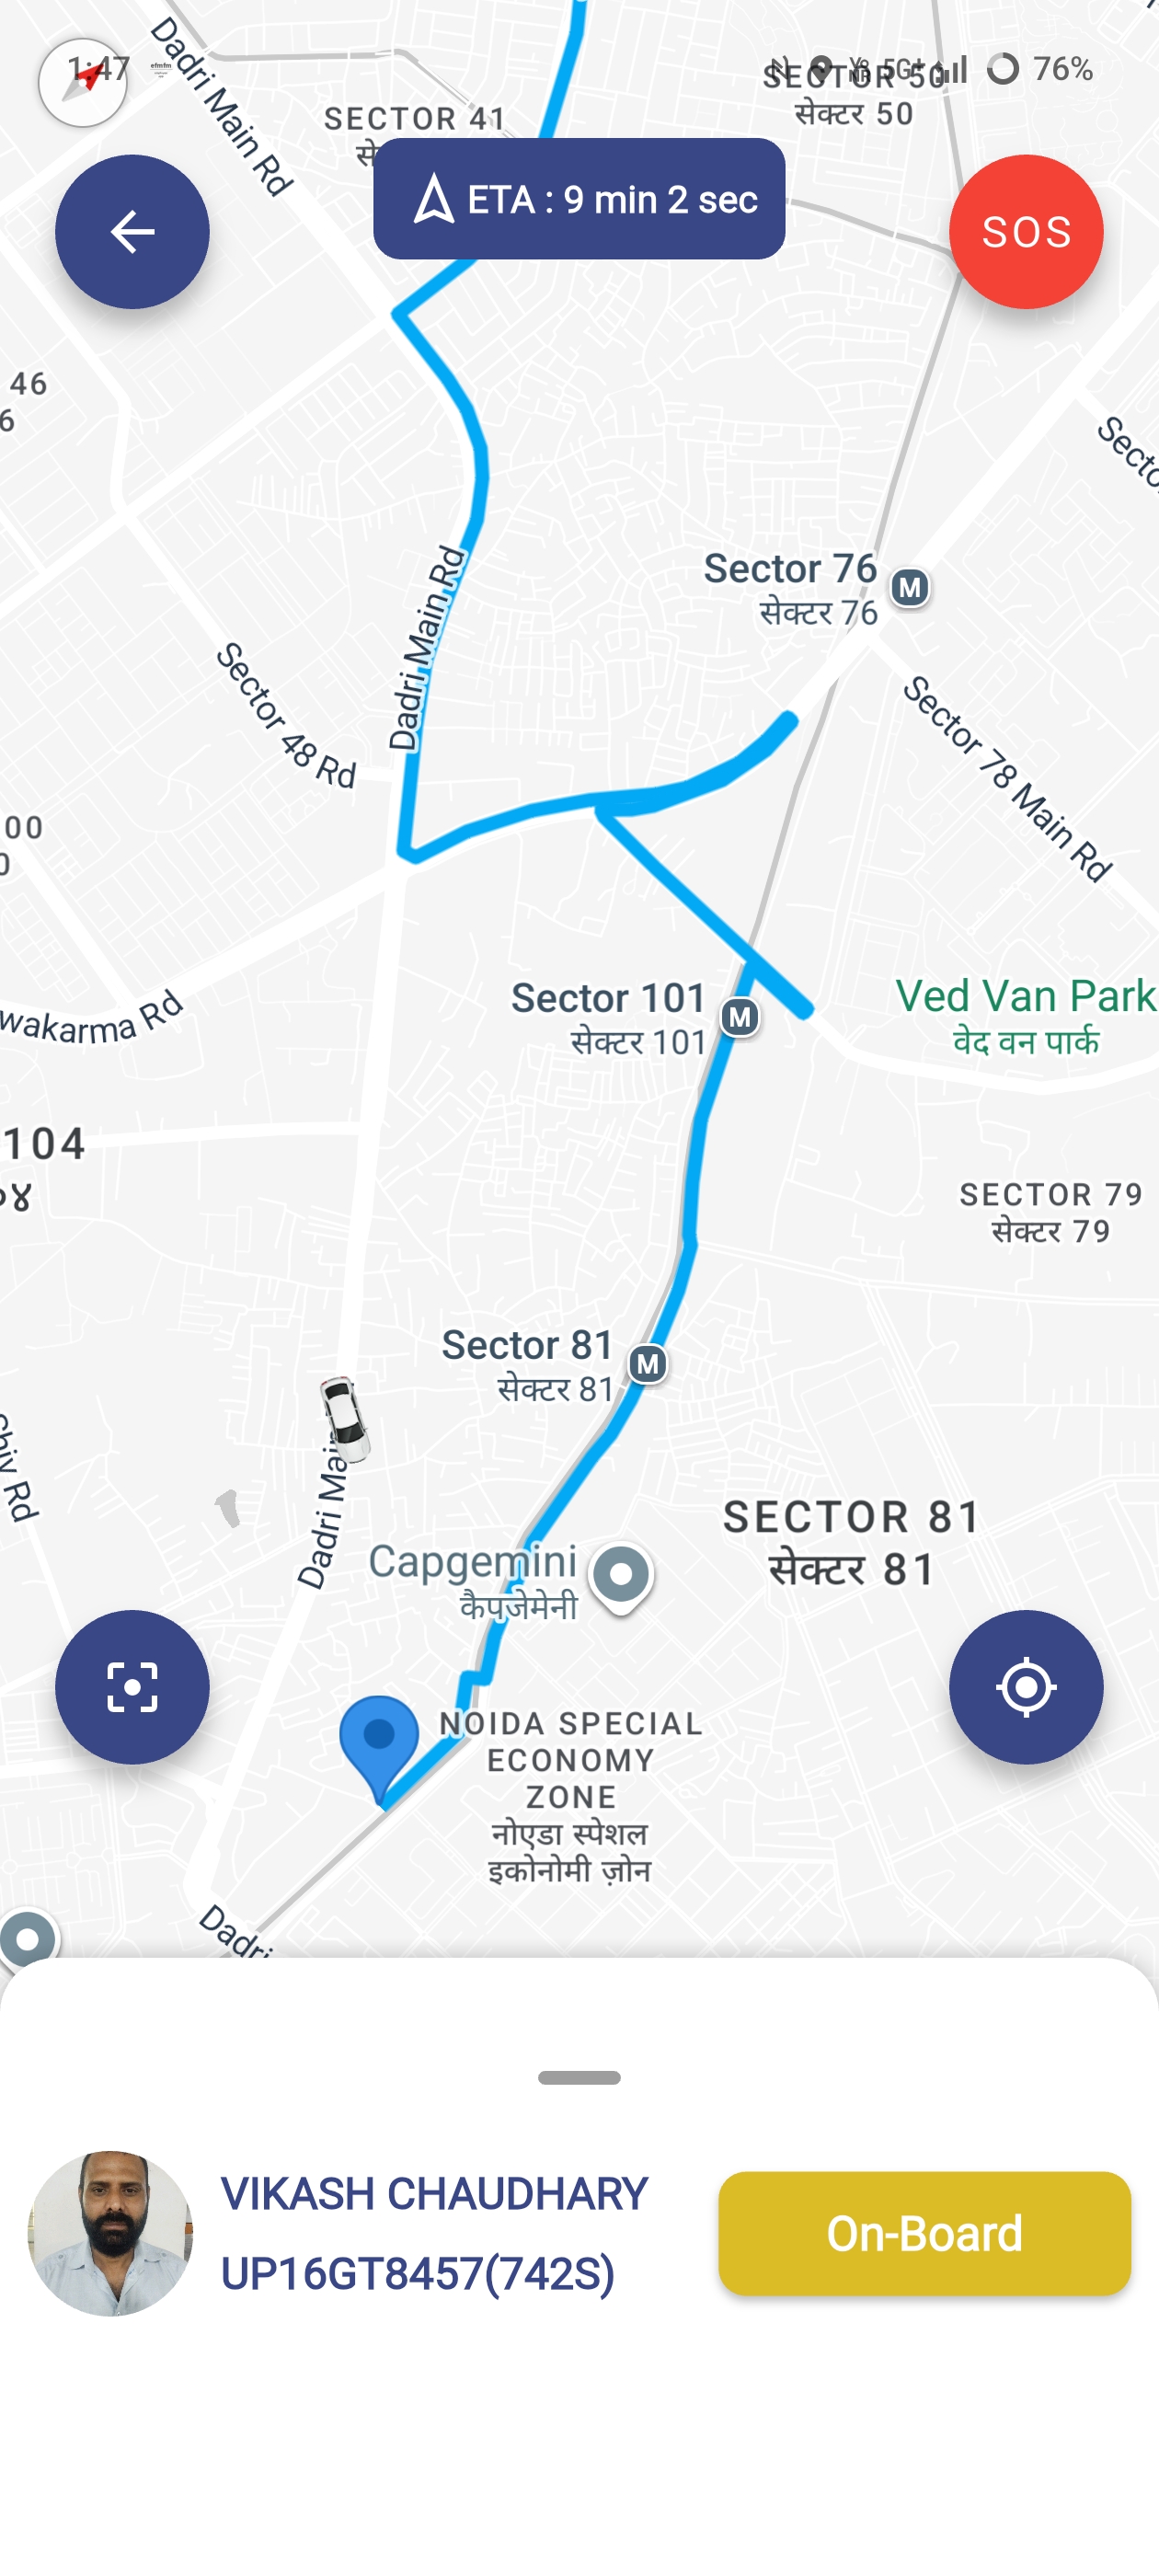 1:47
76%
Dadri Main Rd
SECTOR 41
SECTOR 50
सेक्टर 50
ETA : 9 min 2 sec
SOS
46
6
Sector 76
सेक्टर 76
M
Dadri Main Rd
Sector 48 Rd
Sector 78 Main Rd
00
0
Sector 101
सेक्टर 101
M
Ved Van Park
वेद वन पार्क
wakarma Rd
104
०४
SECTOR 79
सेक्टर 79
Sector 81
सेक्टर 81
M
Dadri Main
SECTOR 81
सेक्टर 81
Capgemini
कैपजेमेनी
NOIDA SPECIAL
ECONOMY
ZONE
नोएडा स्पेशल
इकोनोमी ज़ोन
Dadri
VIKASH CHAUDHARY
UP16GT8457(742S)
On-Board